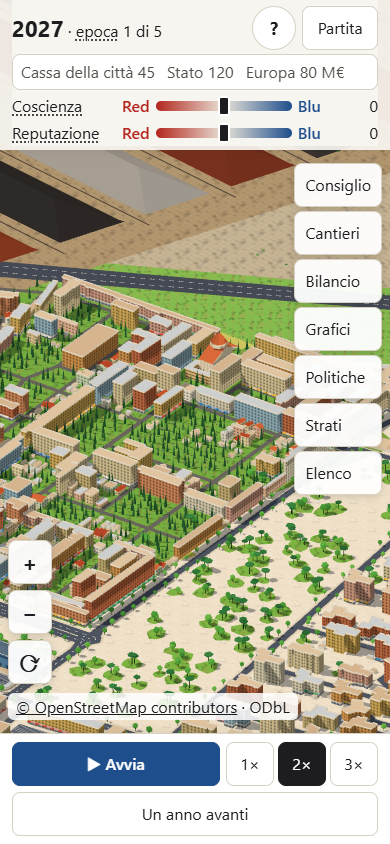 2027 · epoca 1 di 5
?
Partita
Cassa della città 45 Stato 120 Europa 80 M€
Coscienza Red Blu 0
Reputazione Red Blu 0
Consiglio
Cantieri
Bilancio
Grafici
Politiche
Strati
Elenco
+
−
© OpenStreetMap contributors · ODbL
▶ Avvia 1× 2× 3×
Un anno avanti